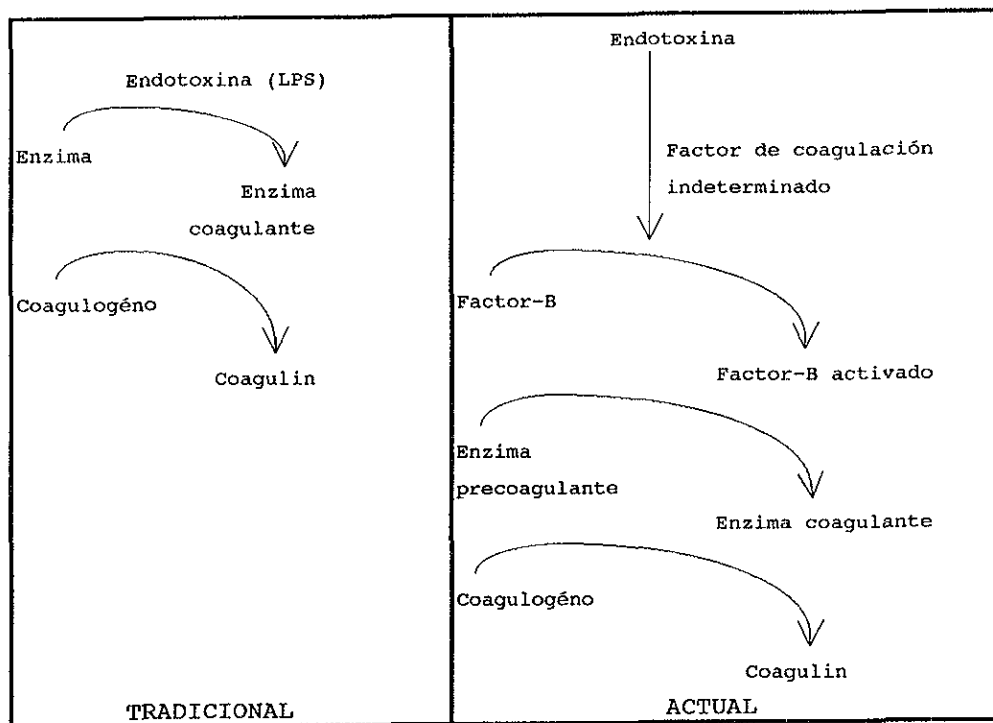 Endotoxina (LPS)
Enzima
Enzima
coagulante
Coagulogéno
Coagulin
TRADICIONAL
Endotoxina
Factor de coagulación
indeterminado
Factor-B
Factor-B activado
Enzima
precoagulante
Enzima coagulante
Coagulogéno
Coagulin
ACTUAL